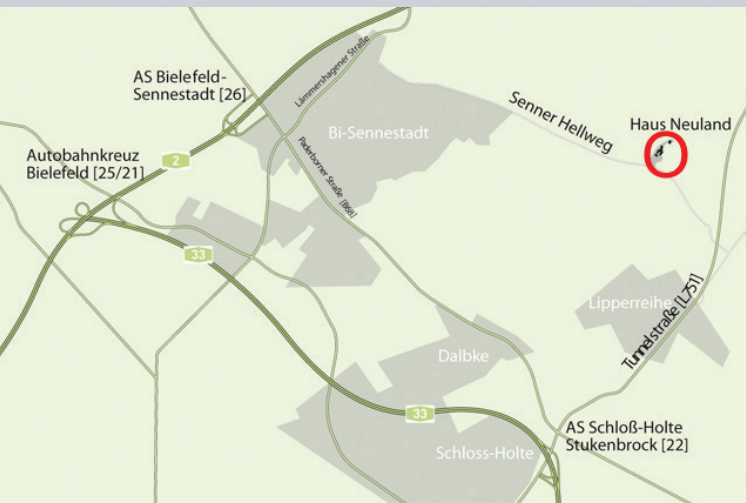 AS Bielefeld-
Sennestadt [26]
Lämmershagener Straße
Bi-Sennestadt
Senner Hellweg
Haus Neuland
Autobahnkreuz
Bielefeld [25/21]
2
Paderborner Straße [B68]
33
Lipperreihe
Tunnelstraße [L751]
Dalbke
33
AS Schloß-Holte
Stukenbrock [22]
Schloss-Holte